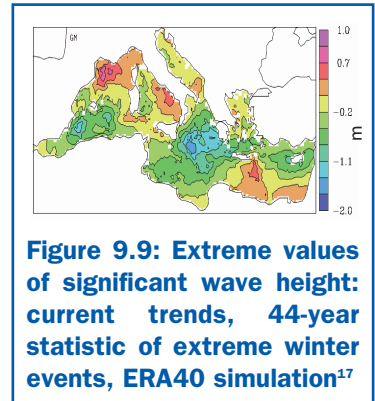 GM
1.0
0.7
-0.2
m
-1.1
-2.0
Figure 9.9: Extreme values
of significant wave height:
current trends, 44-year
statistic of extreme winter
events, ERA40 simulation17